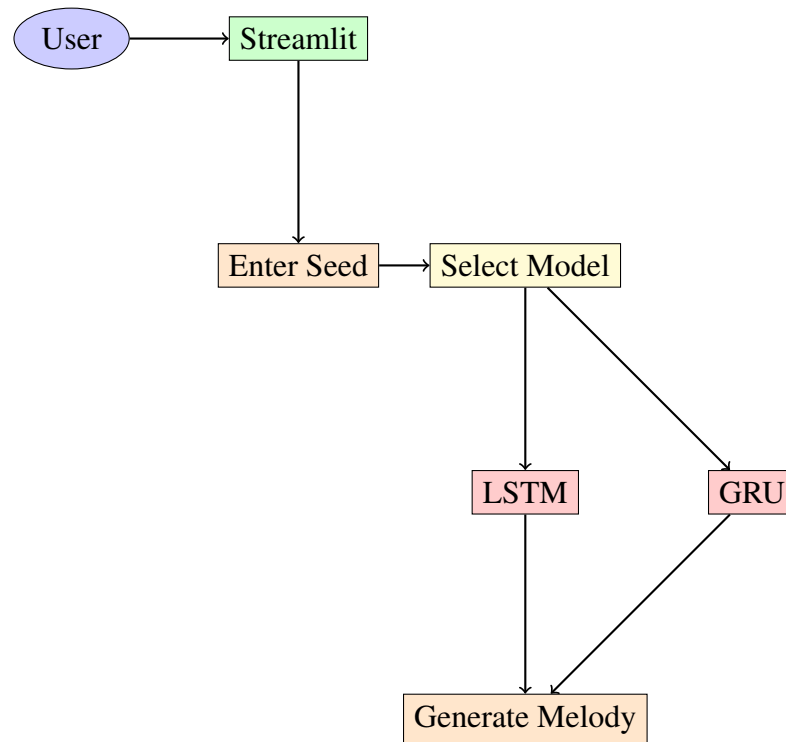 User
Streamlit
Enter Seed
Select Model
LSTM
GRU
Generate Melody